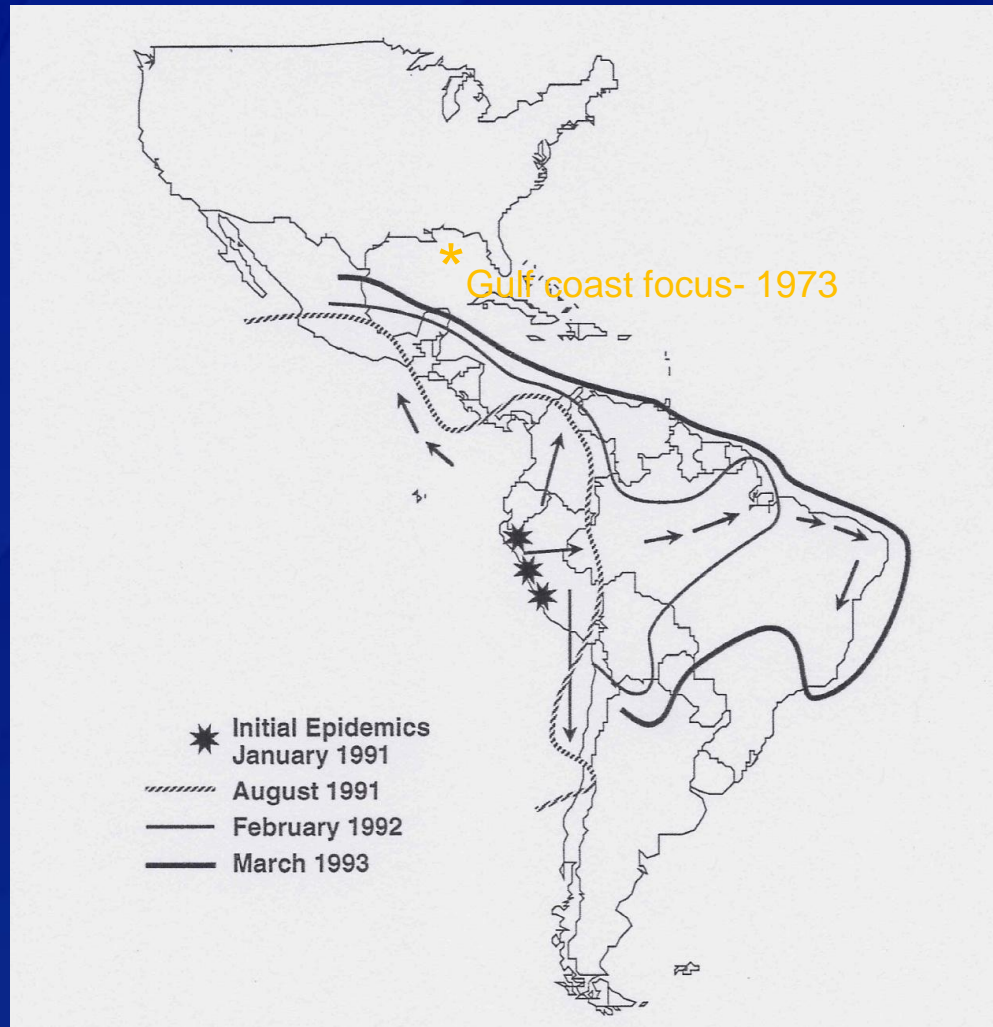 *
Gulf coast focus- 1973
Initial Epidemics
January 1991
August 1991
February 1992
March 1993